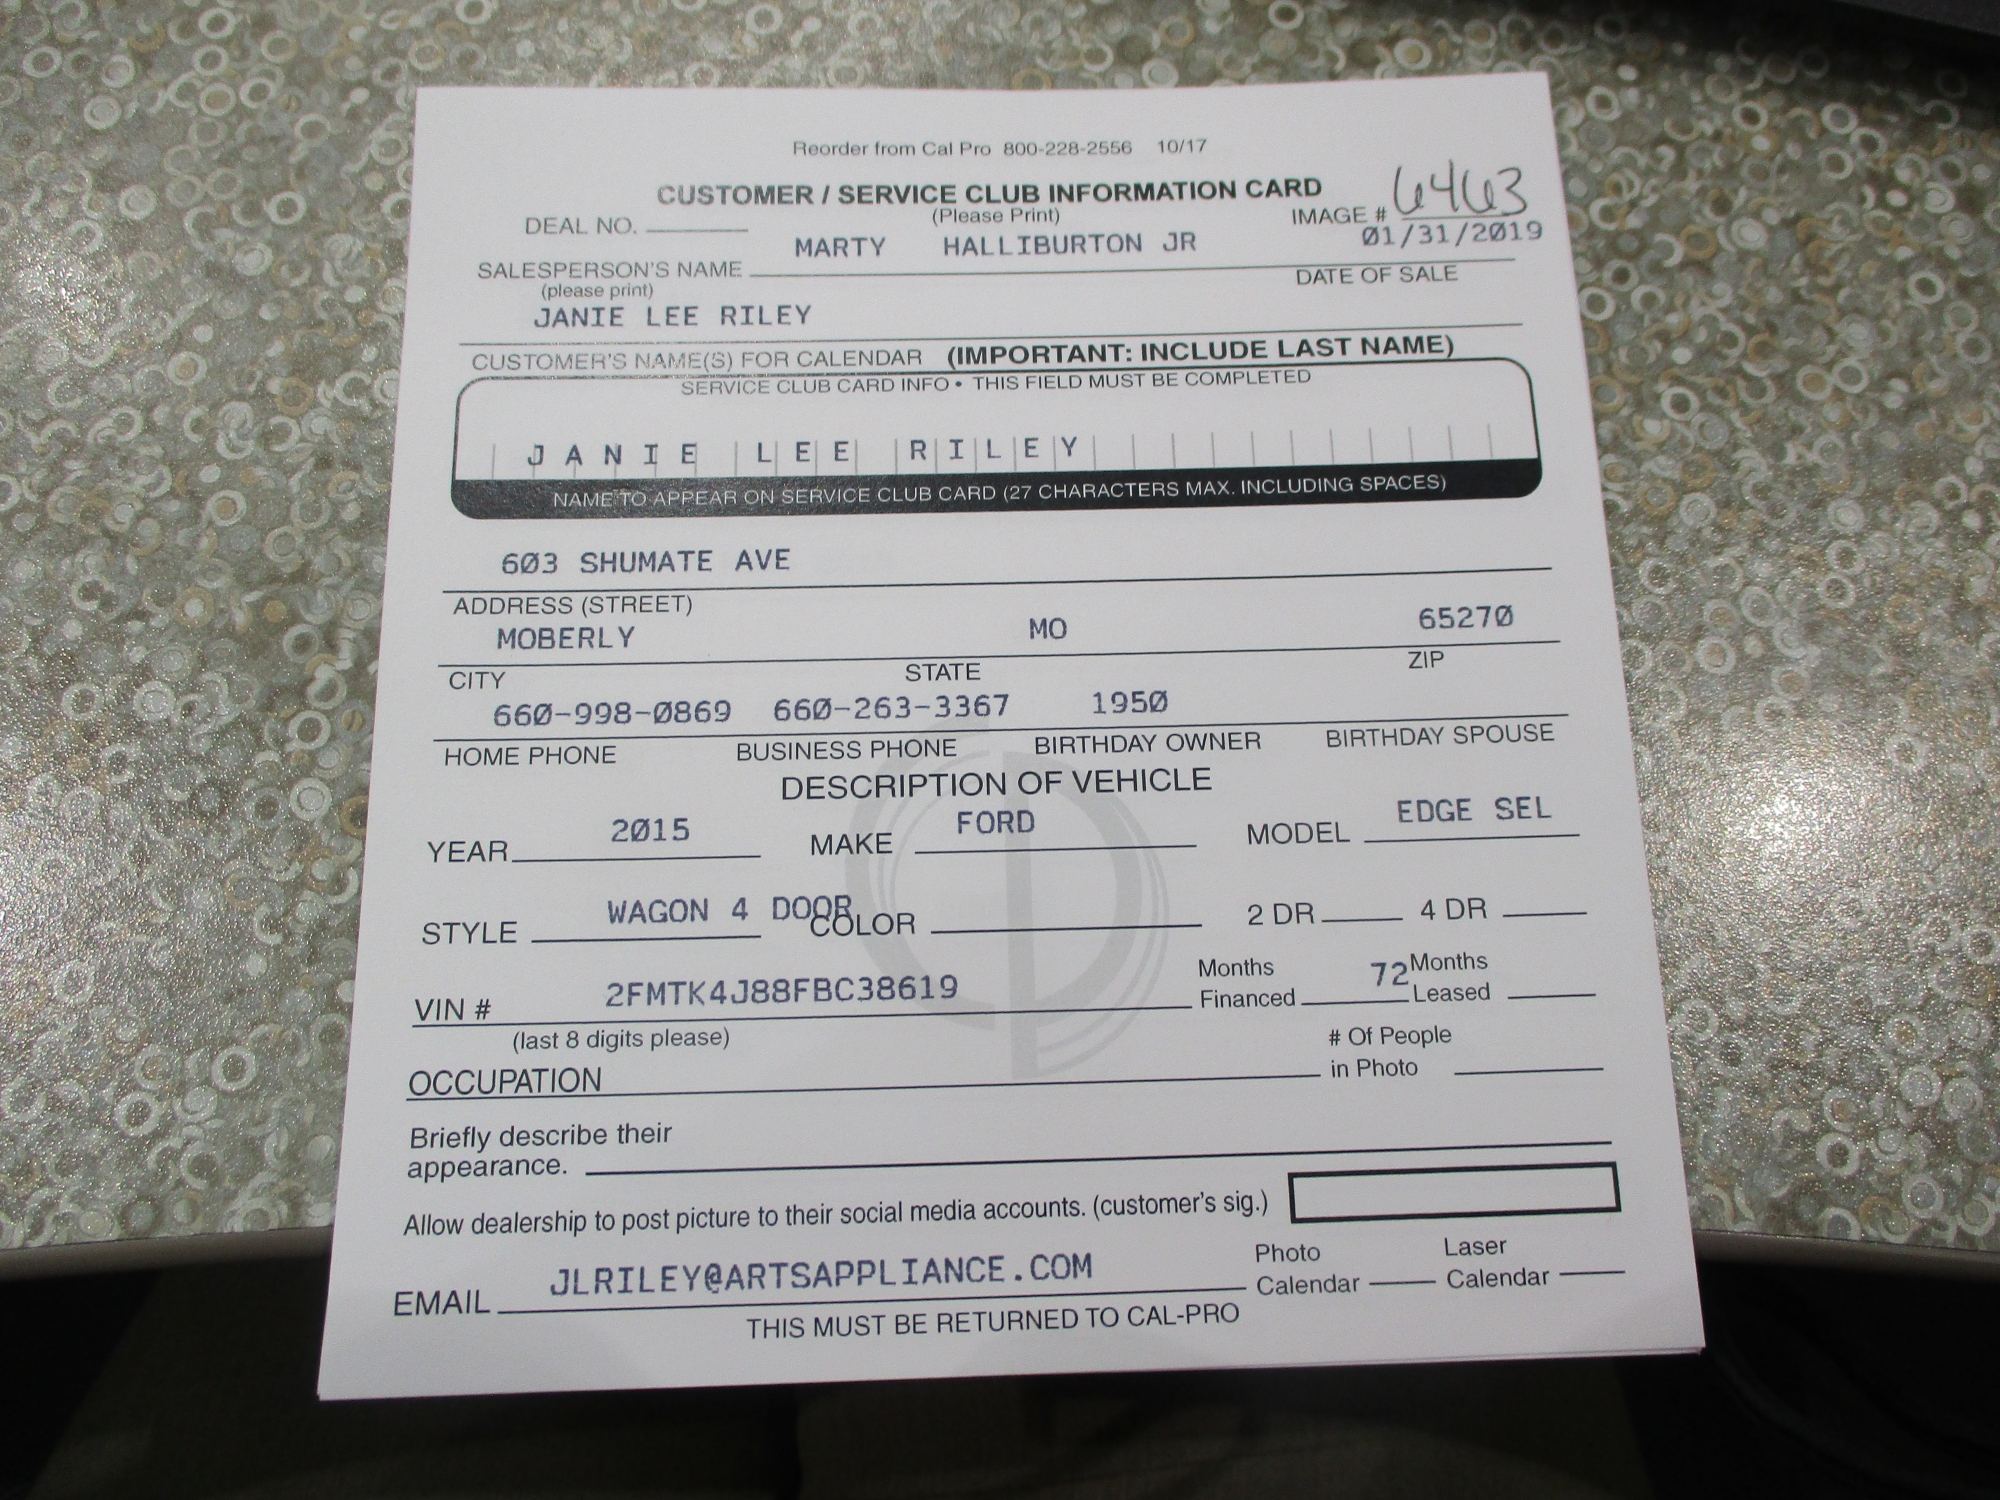 Reorder from Cal Pro 800-228-2556 10/17
CUSTOMER / SERVICE CLUB INFORMATION CARD
(Please Print)
DEAL NO. IMAGE # 6463
MARTY HALLIBURTON JR 01/31/2019
SALESPERSON'S NAME DATE OF SALE
(please print)
JANIE LEE RILEY
CUSTOMER'S NAME(S) FOR CALENDAR (IMPORTANT: INCLUDE LAST NAME)
SERVICE CLUB CARD INFO • THIS FIELD MUST BE COMPLETED
JANIE LEE RILEY
NAME TO APPEAR ON SERVICE CLUB CARD (27 CHARACTERS MAX. INCLUDING SPACES)
603 SHUMATE AVE
ADDRESS (STREET)
MOBERLY MO 65270
CITY STATE ZIP
660-998-0869 660-263-3367 1950
HOME PHONE BUSINESS PHONE BIRTHDAY OWNER BIRTHDAY SPOUSE
DESCRIPTION OF VEHICLE
YEAR 2015 MAKE FORD MODEL EDGE SEL
STYLE WAGON 4 DOOR COLOR 2 DR 4 DR
VIN # 2FMTK4J88FBC38619 Months Financed 72 Months Leased
(last 8 digits please)
OCCUPATION # Of People in Photo
Briefly describe their
appearance.
Allow dealership to post picture to their social media accounts. (customer's sig.)
EMAIL JLRILEY@ARTSAPPLIANCE.COM Photo Calendar Laser Calendar
THIS MUST BE RETURNED TO CAL-PRO